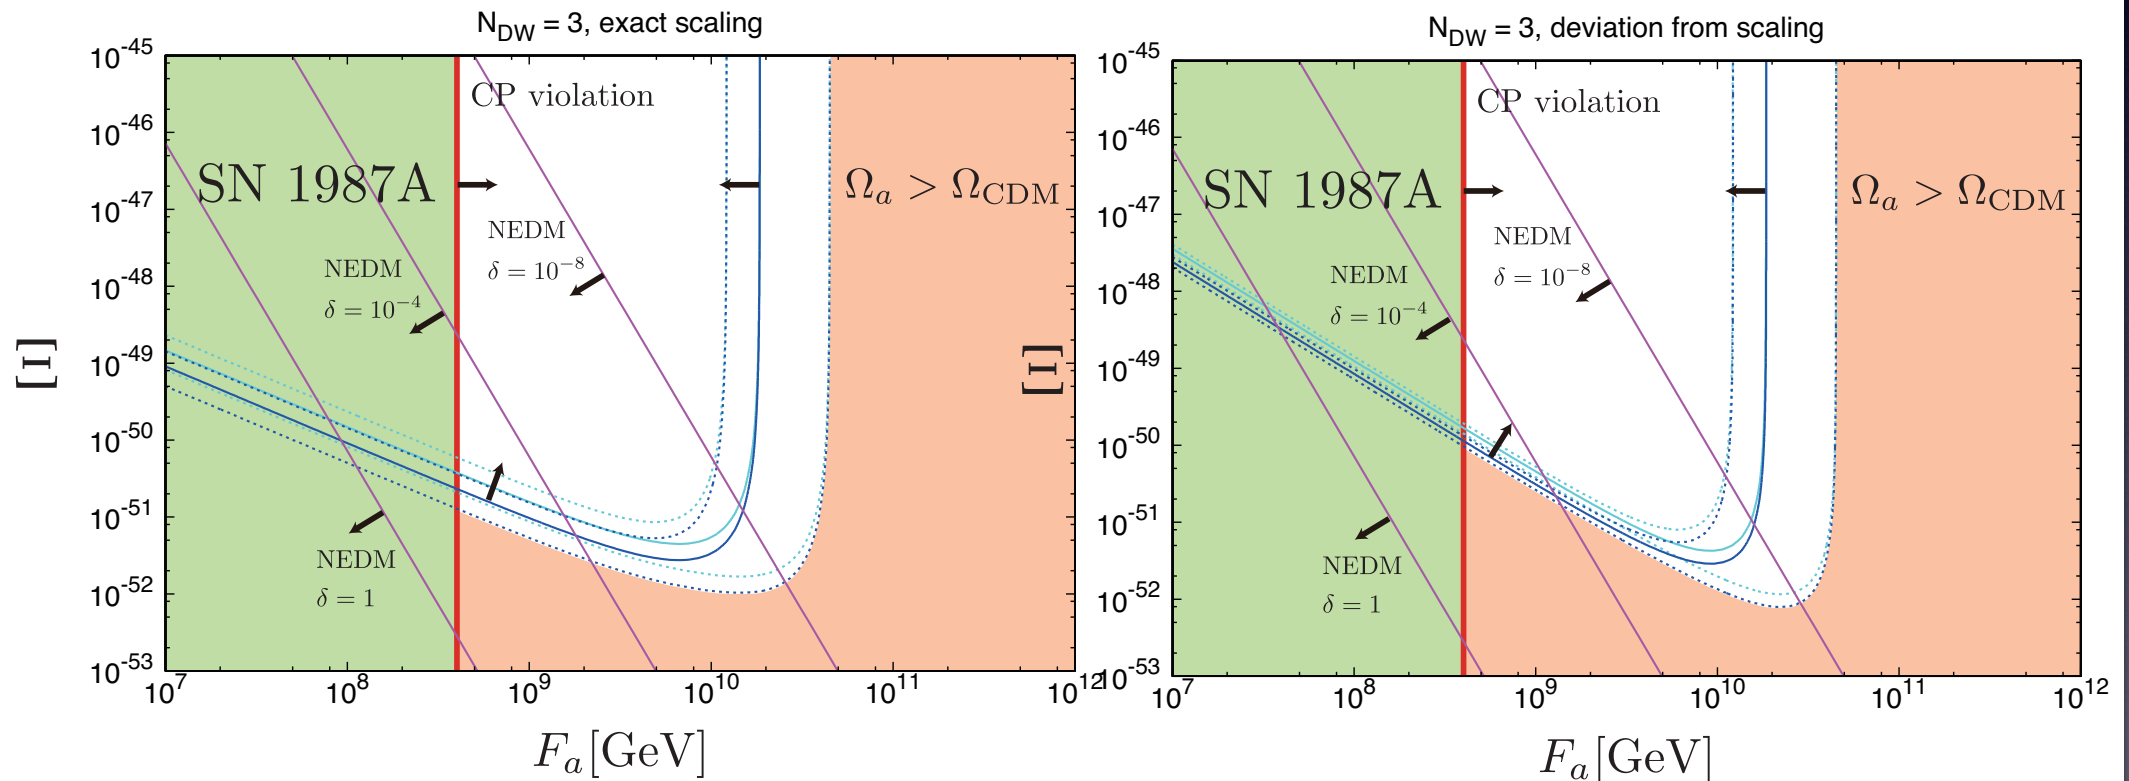 N_DW = 3, exact scaling
10^-45
10^-46
10^-47
10^-48
10^-49
10^-50
10^-51
10^-52
10^-53
Ξ
CP violation
SN 1987A
Ω_a > Ω_CDM
NEDM
δ = 10^-8
NEDM
δ = 10^-4
NEDM
δ = 1
10^7
10^8
10^9
10^10
10^11
10^12
F_a[GeV]
N_DW = 3, deviation from scaling
10^-45
10^-46
10^-47
10^-48
10^-49
10^-50
10^-51
10^-52
10^-53
Ξ
CP violation
SN 1987A
Ω_a > Ω_CDM
NEDM
δ = 10^-8
NEDM
δ = 10^-4
NEDM
δ = 1
10^7
10^8
10^9
10^10
10^11
10^12
F_a[GeV]